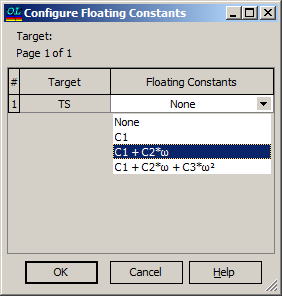 OL Configure Floating Constants
Target:
Page 1 of 1
# Target Floating Constants
1 TS None
None
C1
C1 + C2*ω
C1 + C2*ω + C3*ω²
OK Cancel Help